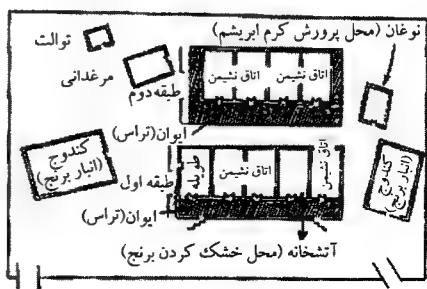 نوغان (محل پرورش کرم ابریشم)
توالت
مرغدانی
اتاق نشیمن
اتاق نشیمن
طبقه دوم
ایوان(تراس)
کندوج
(انبار برنج)
طویله
اتاق نشیمن
اتاق نشیمن
طبقه اول
ایوان(تراس)
کندوج
(انبار برنج)
آتشخانه (محل خشک کردن برنج)